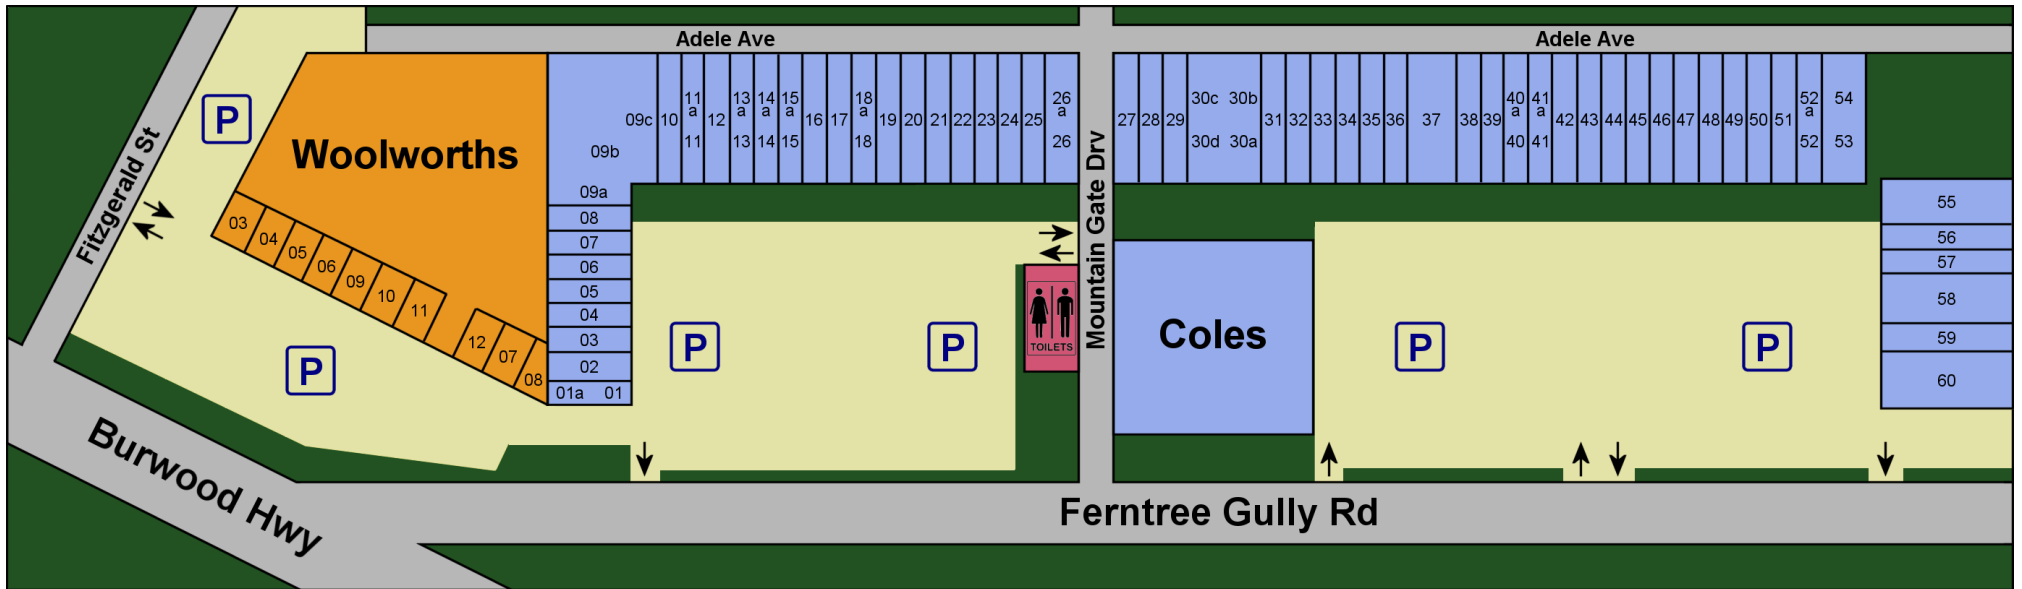 Adele Ave
Adele Ave
Fitzgerald St
P
Woolworths
03
04
05
06
09
10
11
12
07
08
09c
09b
09a
08
07
06
05
04
03
02
01a 01
10
11
a
11
12
13
a
13
14
a
14
15
a
15
16
17
18
a
18
19
20
21
22
23
24
25
26
a
26
Mountain Gate Drv
27
28
29
30c 30b
30d 30a
31
32
33
34
35
36
37
38
39
40
a
40
41
a
41
42
43
44
45
46
47
48
49
50
51
52
a
52
54
53
55
56
57
58
59
60
P
P
P
TOILETS
Coles
P
P
Burwood Hwy
Ferntree Gully Rd